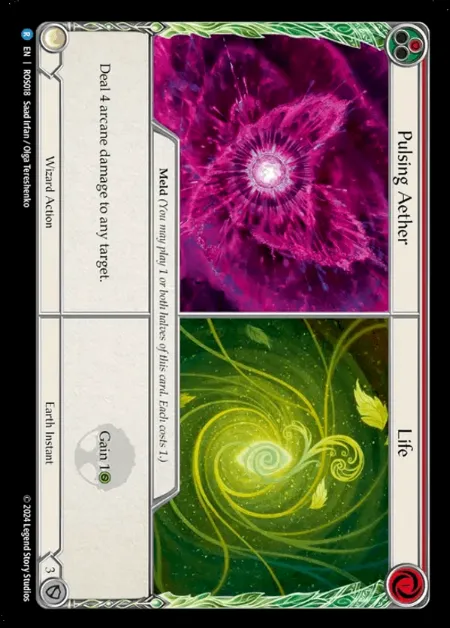 Pulsing Aether
Life
Meld (You may play 1 or both halves of this card. Each costs 1.)
Deal 4 arcane damage to any target.
Gain 1
Wizard Action
Earth Instant
3
R EN | ROS018 Saad Irfan / Olga Tereshenko
© 2024 Legend Story Studios